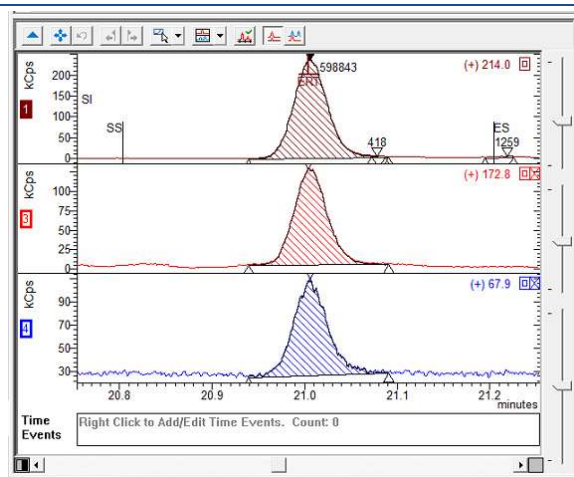 kCps
200
150
100
50
0
1
SI
SS
598843
418
ES
1259
(+) 214.0
kCps
100
75
50
25
0
3
(+) 172.8
kCps
90
70
50
30
4
(+) 67.9
20.8
20.9
21.0
21.1
21.2
minutes
Time
Events
Right Click to Add/Edit Time Events. Count: 0